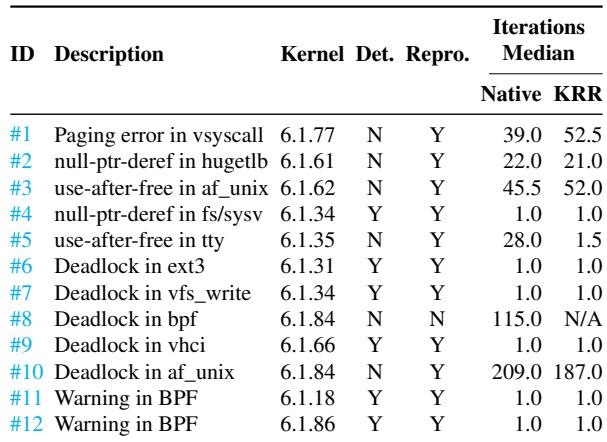 Iterations
ID Description Kernel Det. Repro. Median
Native KRR
#1 Paging error in vsyscall 6.1.77 N Y 39.0 52.5
#2 null-ptr-deref in hugetlb 6.1.61 N Y 22.0 21.0
#3 use-after-free in af_unix 6.1.62 N Y 45.5 52.0
#4 null-ptr-deref in fs/sysv 6.1.34 Y Y 1.0 1.0
#5 use-after-free in tty 6.1.35 N Y 28.0 1.5
#6 Deadlock in ext3 6.1.31 Y Y 1.0 1.0
#7 Deadlock in vfs_write 6.1.34 Y Y 1.0 1.0
#8 Deadlock in bpf 6.1.84 N N 115.0 N/A
#9 Deadlock in vhci 6.1.66 Y Y 1.0 1.0
#10 Deadlock in af_unix 6.1.84 N Y 209.0 187.0
#11 Warning in BPF 6.1.18 Y Y 1.0 1.0
#12 Warning in BPF 6.1.86 Y Y 1.0 1.0